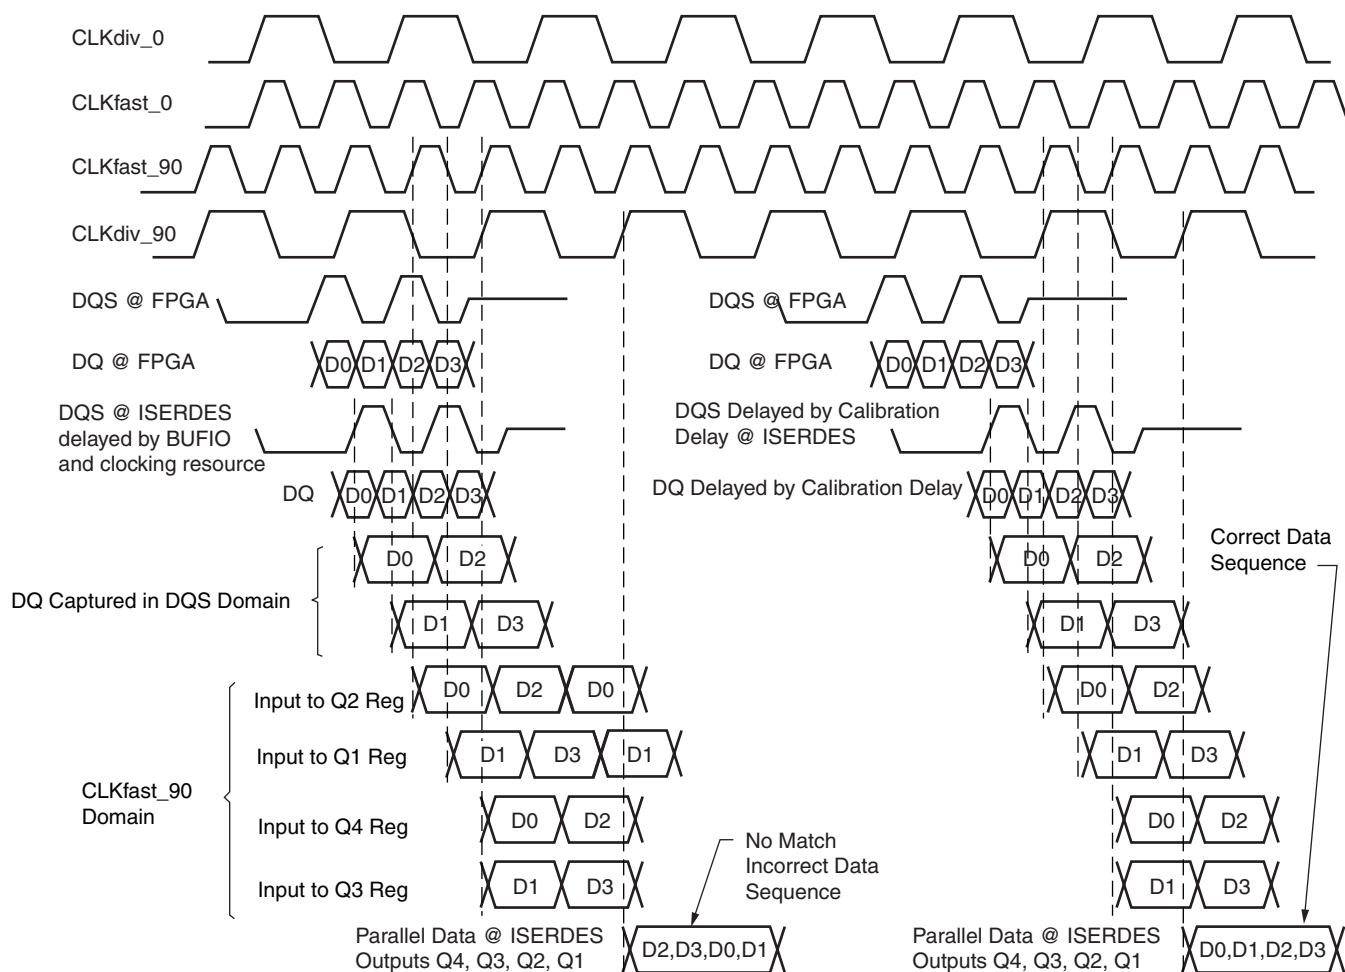 CLKdiv_0
CLKfast_0
CLKfast_90
CLKdiv_90
DQS @ FPGA
DQS @ FPGA
DQ @ FPGA
D0 D1 D2 D3
DQ @ FPGA
D0 D1 D2 D3
DQS @ ISERDES
delayed by BUFIO
and clocking resource
DQS Delayed by Calibration
Delay @ ISERDES
DQ
D0 D1 D2 D3
DQ Delayed by Calibration Delay
D0 D1 D2 D3
Correct Data
Sequence
DQ Captured in DQS Domain
D0 D2
D0 D2
D1 D3
D1 D3
CLKfast_90
Domain
Input to Q2 Reg
D0 D2 D0
D0 D2
Input to Q1 Reg
D1 D3 D1
D1 D3
Input to Q4 Reg
D0 D2
D0 D2
Input to Q3 Reg
D1 D3
D1 D3
No Match
Incorrect Data
Sequence
Parallel Data @ ISERDES
Outputs Q4, Q3, Q2, Q1
D2,D3,D0,D1
Parallel Data @ ISERDES
Outputs Q4, Q3, Q2, Q1
D0,D1,D2,D3